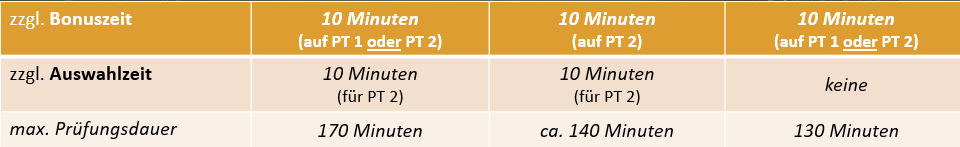 zzgl. Bonuszeit 10 Minuten 10 Minuten 10 Minuten
(auf PT 1 oder PT 2) (auf PT 2) (auf PT 1 oder PT 2)
zzgl. Auswahlzeit 10 Minuten 10 Minuten keine
(für PT 2) (für PT 2)
max. Prüfungsdauer 170 Minuten ca. 140 Minuten 130 Minuten